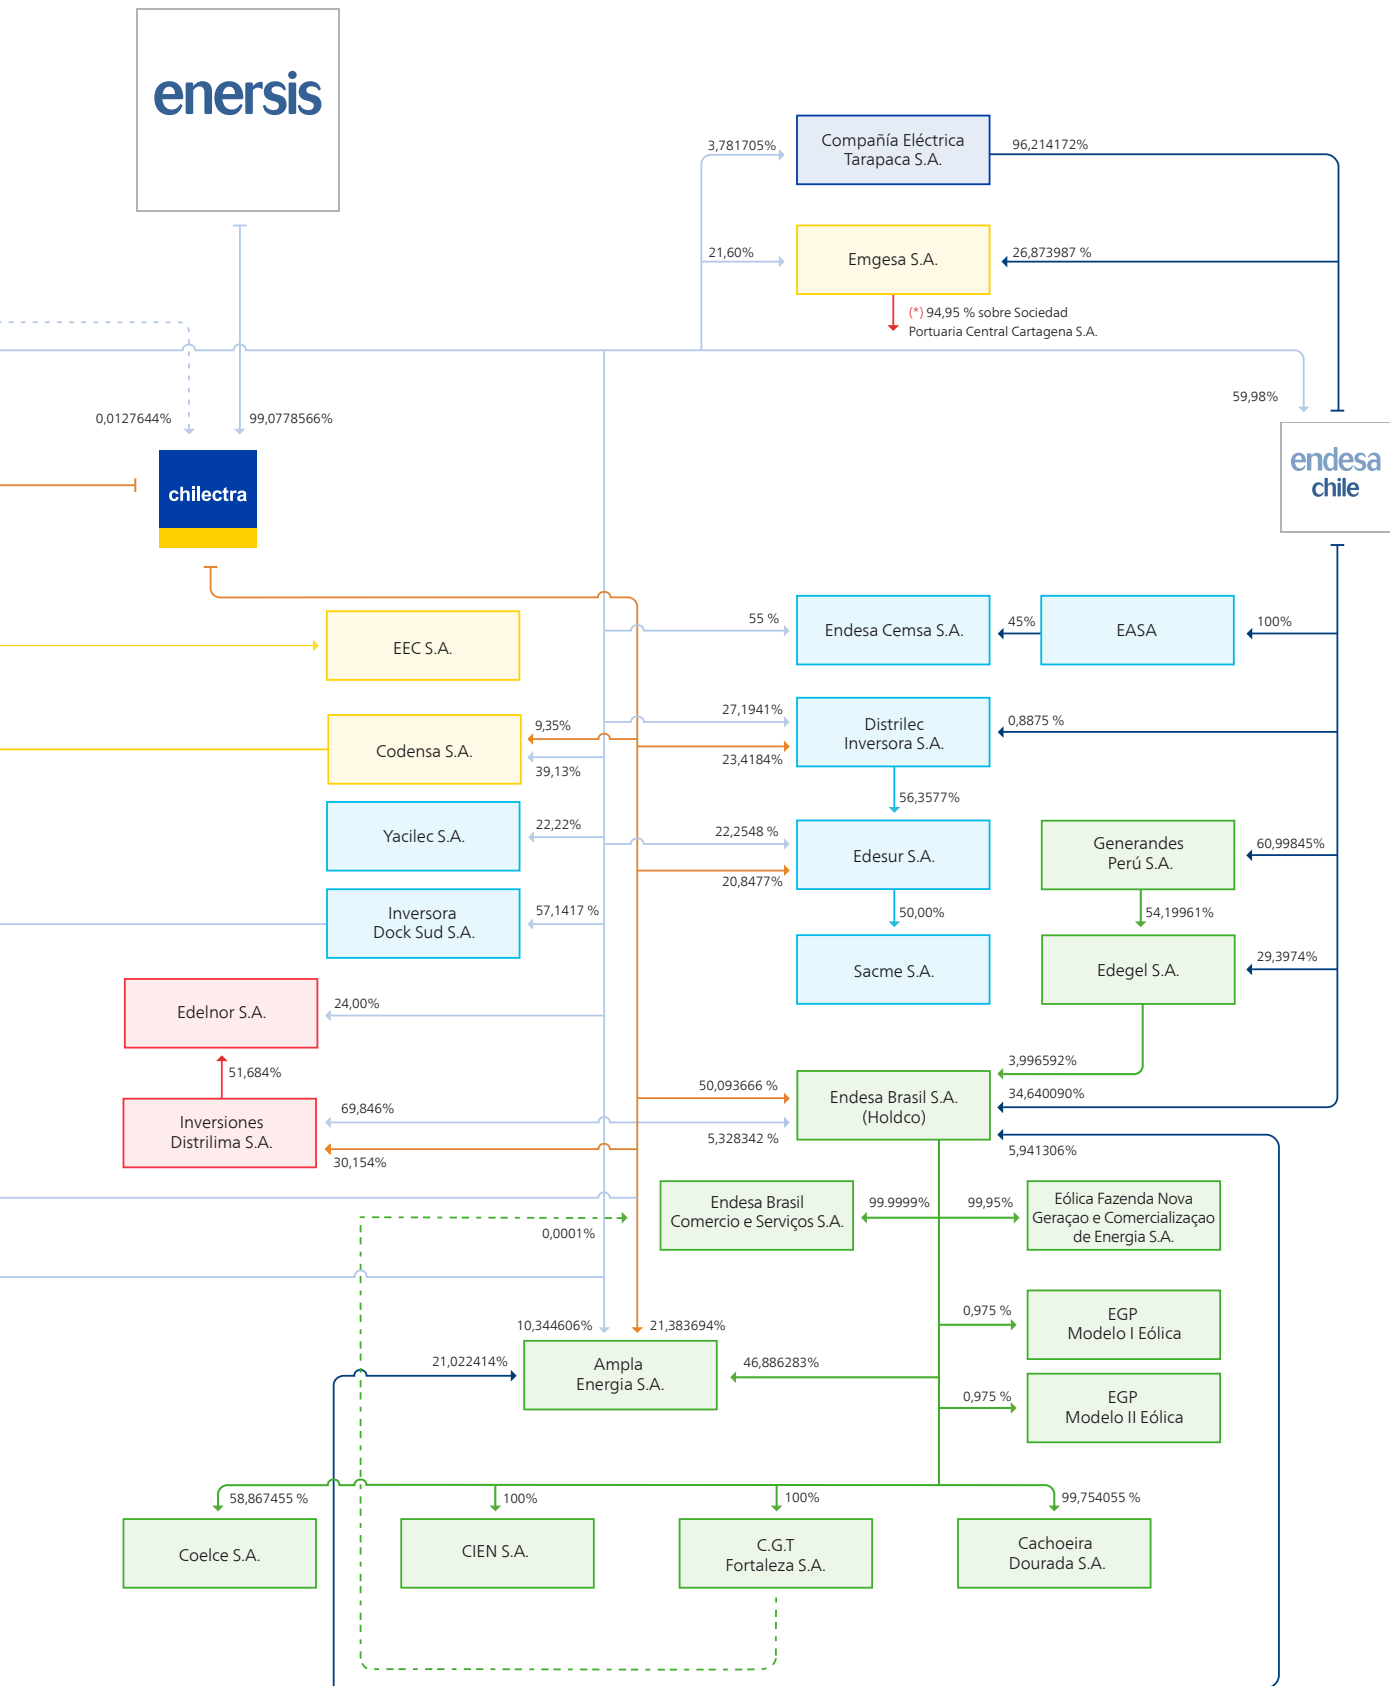 enersis
3,781705%
Compañía Eléctrica
Tarapaca S.A.
96,214172%
21,60%
Emgesa S.A.
26,873987 %
(*) 94,95 % sobre Sociedad
Portuaria Central Cartagena S.A.
0,0127644%
99,0778566%
59,98%
chilectra
endesa
chile
EEC S.A.
55 %
Endesa Cemsa S.A.
45%
EASA
100%
Codensa S.A.
9,35%
39,13%
27,1941%
23,4184%
Distrilec
Inversora S.A.
0,8875 %
56,3577%
Yacilec S.A.
22,22%
22,2548 %
20,8477%
Edesur S.A.
Generandes
Perú S.A.
60,99845%
Inversora
Dock Sud S.A.
57,1417 %
50,00%
54,19961%
Sacme S.A.
Edegel S.A.
29,3974%
Edelnor S.A.
24,00%
51,684%
Inversiones
Distrilima S.A.
69,846%
30,154%
50,093666 %
5,328342 %
Endesa Brasil S.A.
(Holdco)
3,996592%
34,640090%
5,941306%
0,0001%
Endesa Brasil
Comercio e Serviços S.A.
99.9999%
99,95%
Eólica Fazenda Nova
Geraçao e Comercializaçao
de Energia S.A.
0,975 %
EGP
Modelo I Eólica
10,344606%
21,383694%
21,022414%
Ampla
Energia S.A.
46,886283%
0,975 %
EGP
Modelo II Eólica
58,867455 %
100%
100%
99,754055 %
Coelce S.A.
CIEN S.A.
C.G.T
Fortaleza S.A.
Cachoeira
Dourada S.A.